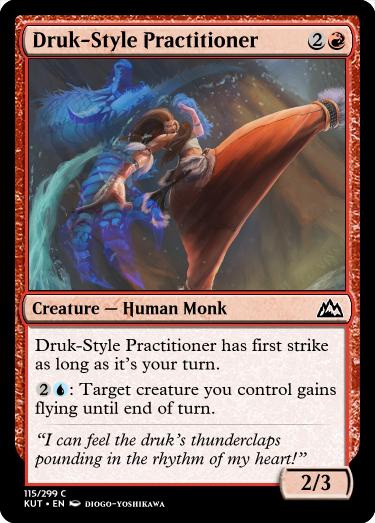 Druk-Style Practitioner 2
Creature — Human Monk
Druk-Style Practitioner has first strike
as long as it's your turn.
2: Target creature you control gains
flying until end of turn.
“I can feel the druk's thunderclaps
pounding in the rhythm of my heart!”
2/3
115/299 C
KUT • EN DIOGO-YOSHIKAWA